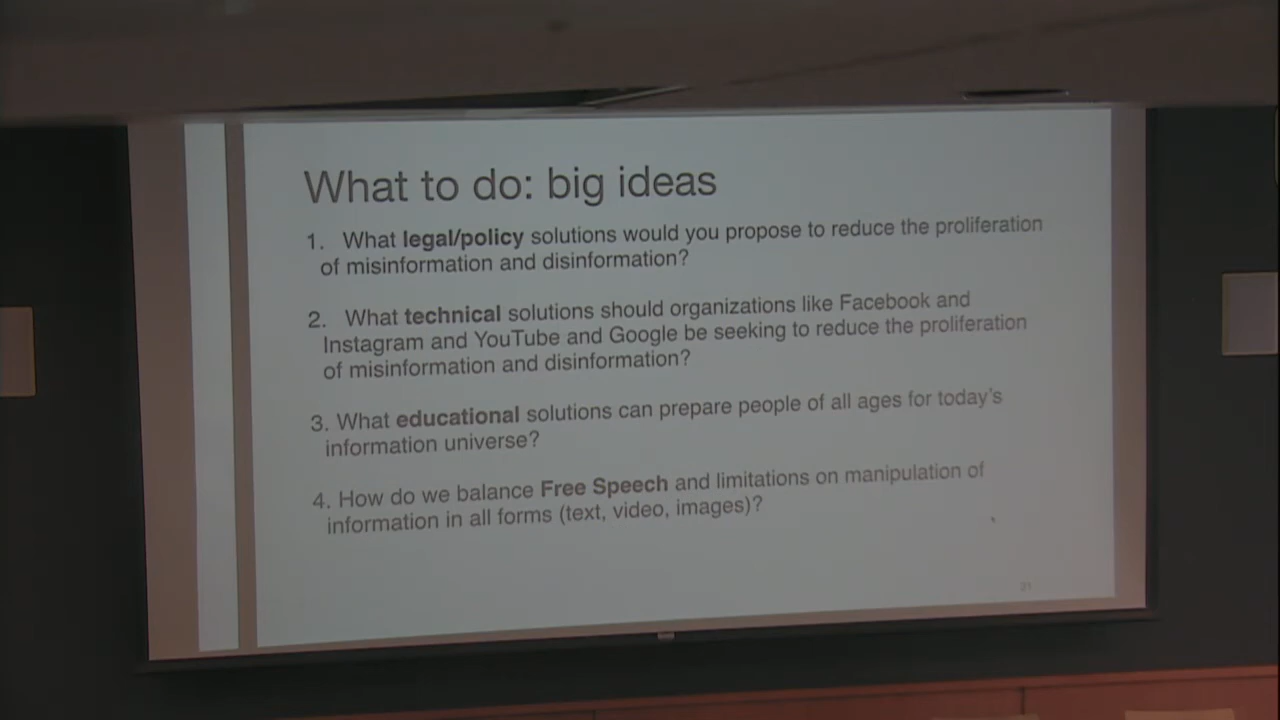 What to do: big ideas
1. What legal/policy solutions would you propose to reduce the proliferation
of misinformation and disinformation?
2. What technical solutions should organizations like Facebook and
Instagram and YouTube and Google be seeking to reduce the proliferation
of misinformation and disinformation?
3. What educational solutions can prepare people of all ages for today's
information universe?
4. How do we balance Free Speech and limitations on manipulation of
information in all forms (text, video, images)?
31